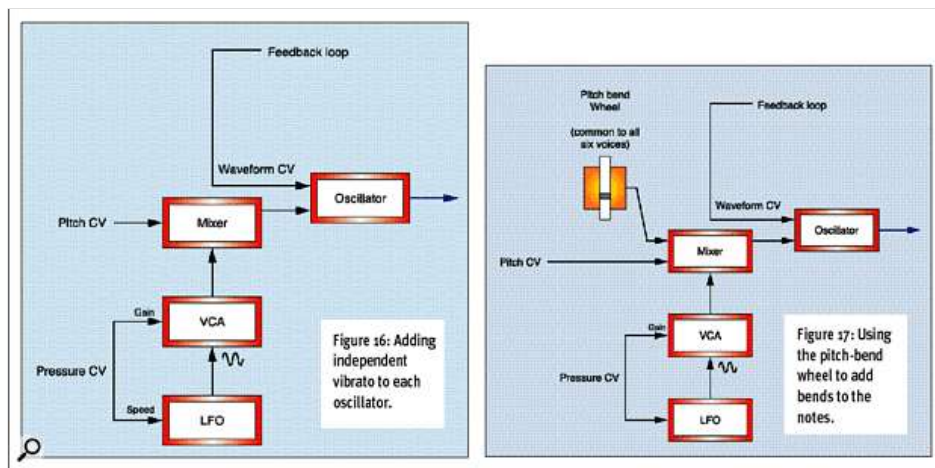 Feedback loop
Waveform CV
Oscillator
Pitch CV
Mixer
Gain
VCA
Pressure CV
Speed
LFO
Figure 16: Adding
independent
vibrato to each
oscillator.
Pitch bend
Wheel
(common to all
six voices)
Feedback loop
Waveform CV
Oscillator
Mixer
Pitch CV
Gain
VCA
Pressure CV
LFO
Figure 17: Using
the pitch-bend
wheel to add
bends to the
notes.